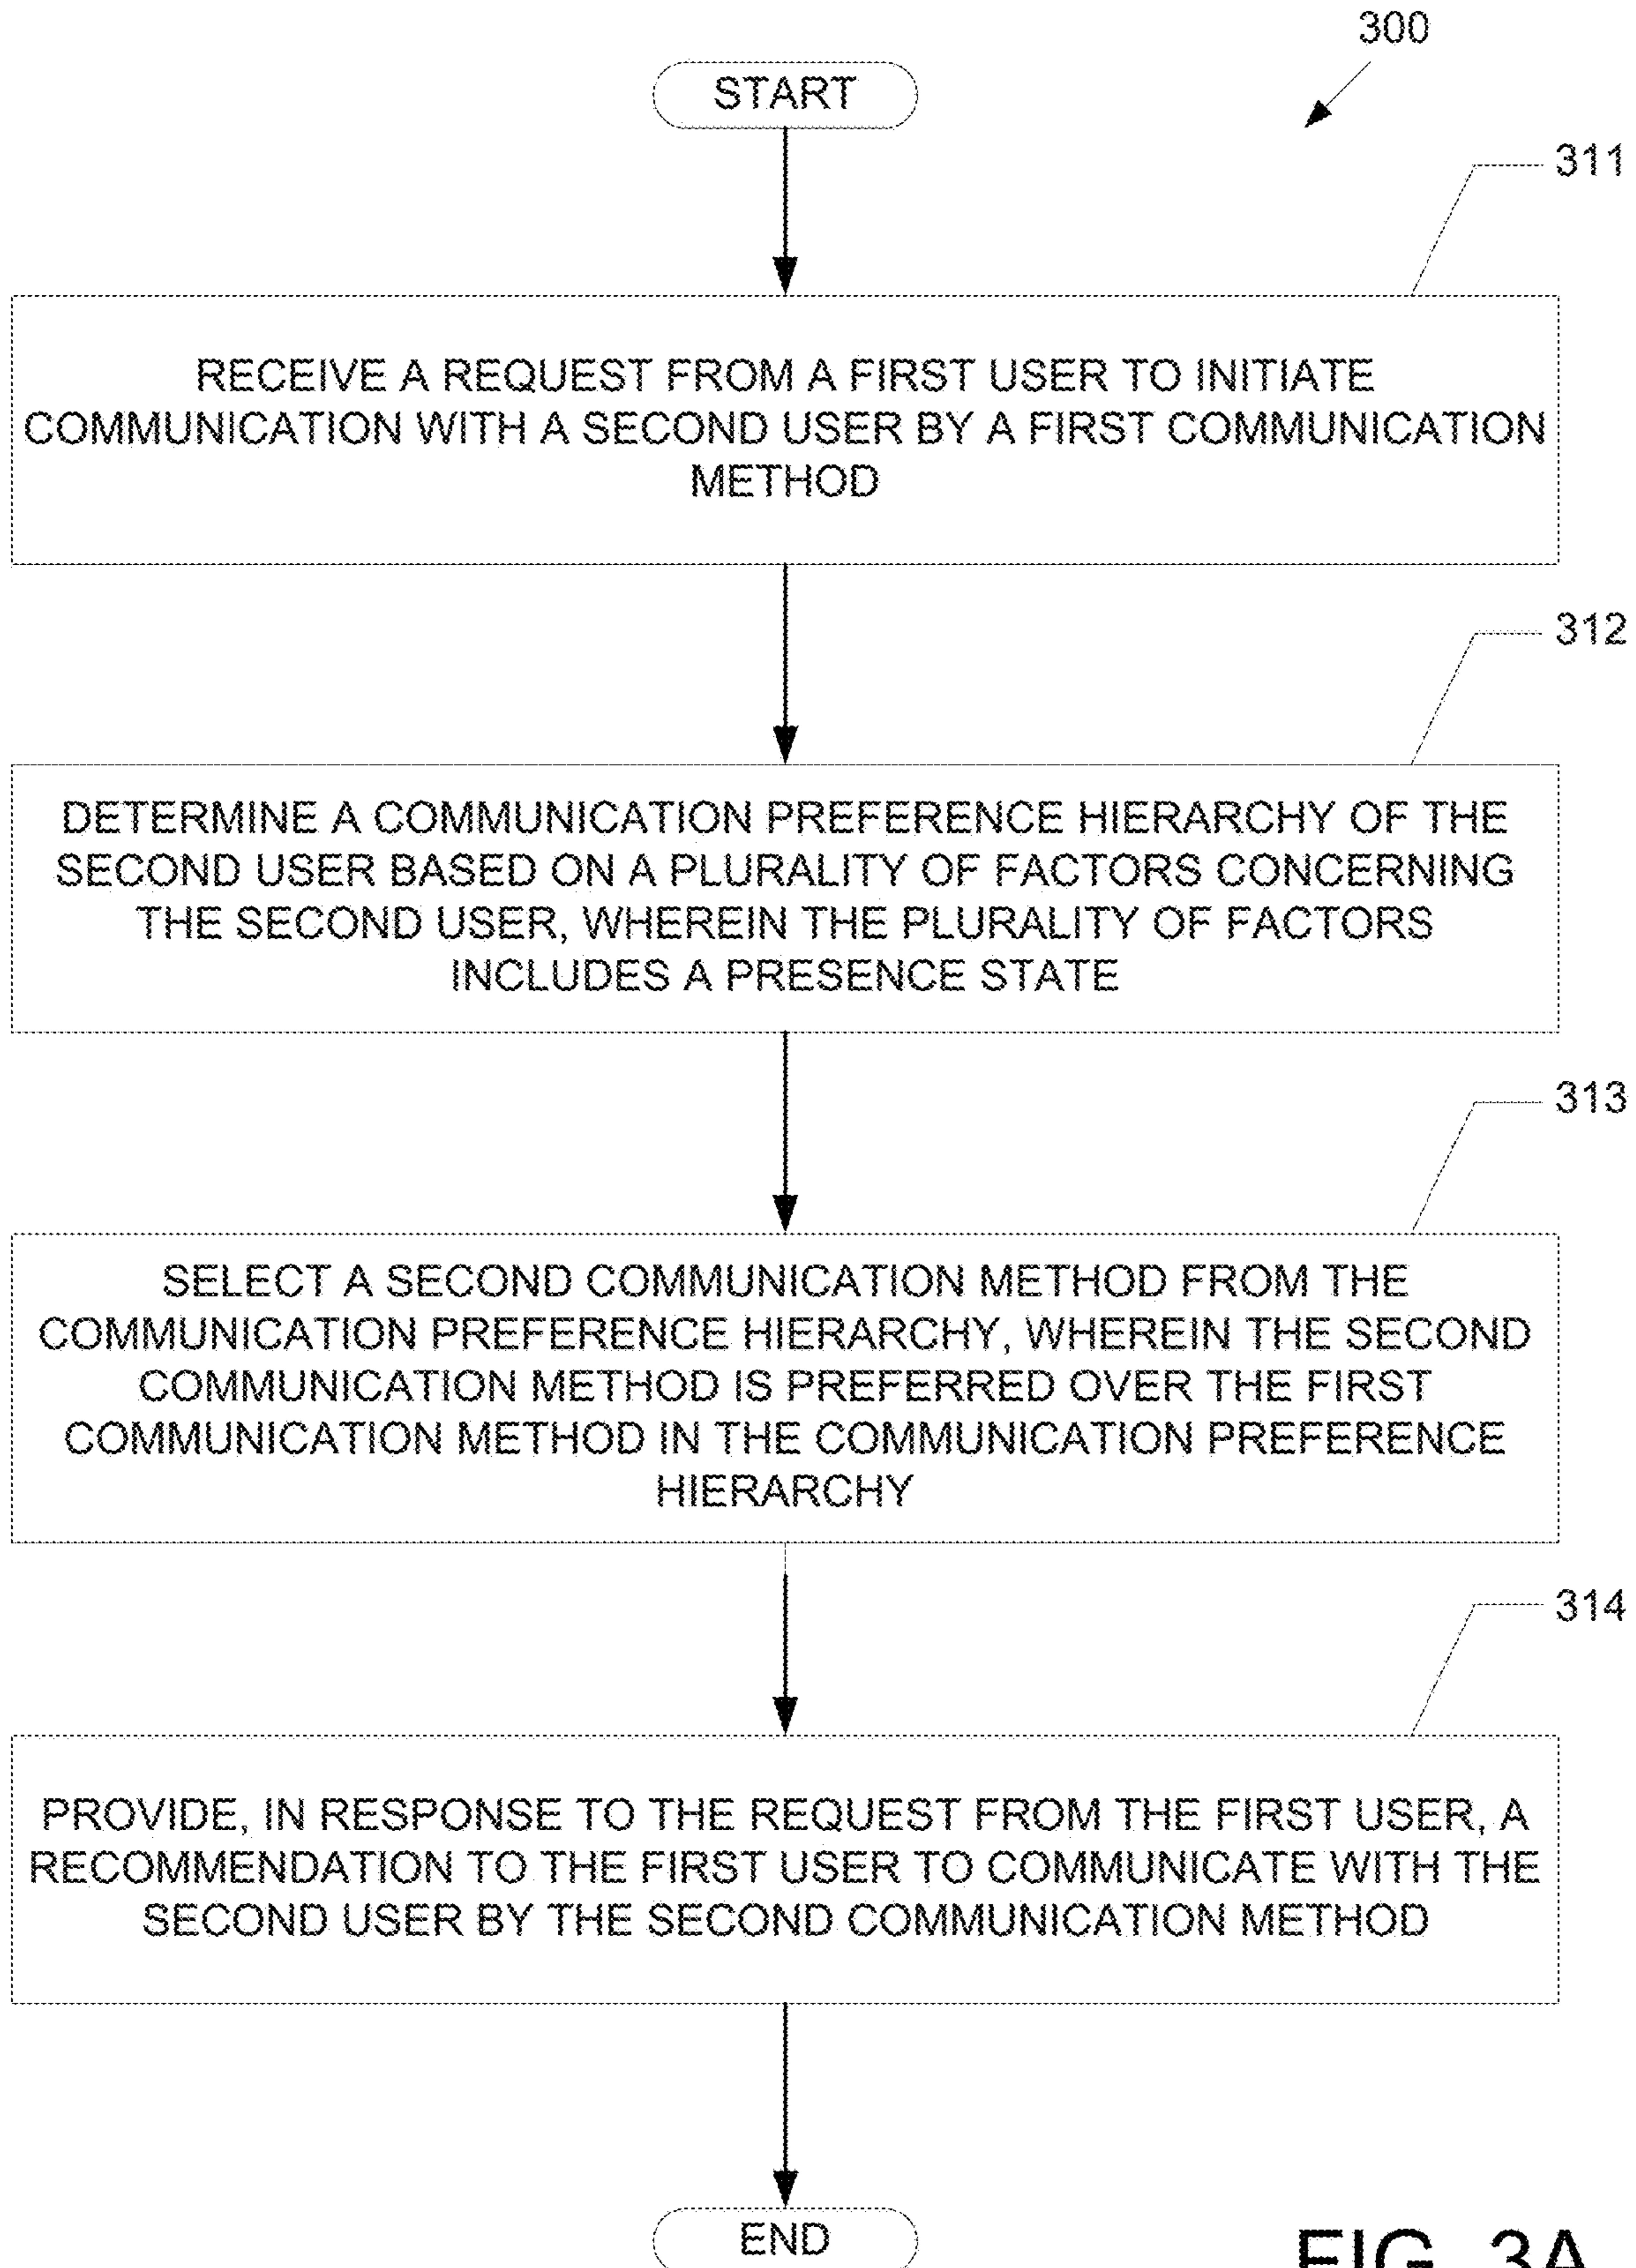 300
START
311
RECEIVE A REQUEST FROM A FIRST USER TO INITIATE
COMMUNICATION WITH A SECOND USER BY A FIRST COMMUNICATION
METHOD
312
DETERMINE A COMMUNICATION PREFERENCE HIERARCHY OF THE
SECOND USER BASED ON A PLURALITY OF FACTORS CONCERNING
THE SECOND USER, WHEREIN THE PLURALITY OF FACTORS
INCLUDES A PRESENCE STATE
313
SELECT A SECOND COMMUNICATION METHOD FROM THE
COMMUNICATION PREFERENCE HIERARCHY, WHEREIN THE SECOND
COMMUNICATION METHOD IS PREFERRED OVER THE FIRST
COMMUNICATION METHOD IN THE COMMUNICATION PREFERENCE
HIERARCHY
314
PROVIDE, IN RESPONSE TO THE REQUEST FROM THE FIRST USER, A
RECOMMENDATION TO THE FIRST USER TO COMMUNICATE WITH THE
SECOND USER BY THE SECOND COMMUNICATION METHOD
END
FIG. 3A